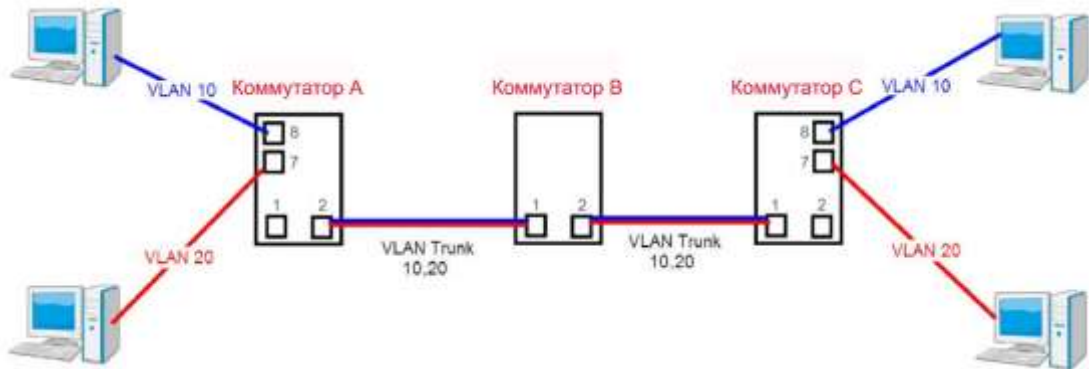 VLAN 10
Коммутатор А
Коммутатор В
Коммутатор С
VLAN 10
8
7
1
2
1
2
8
7
1
2
VLAN Trunk
10,20
VLAN Trunk
10,20
VLAN 20
VLAN 20